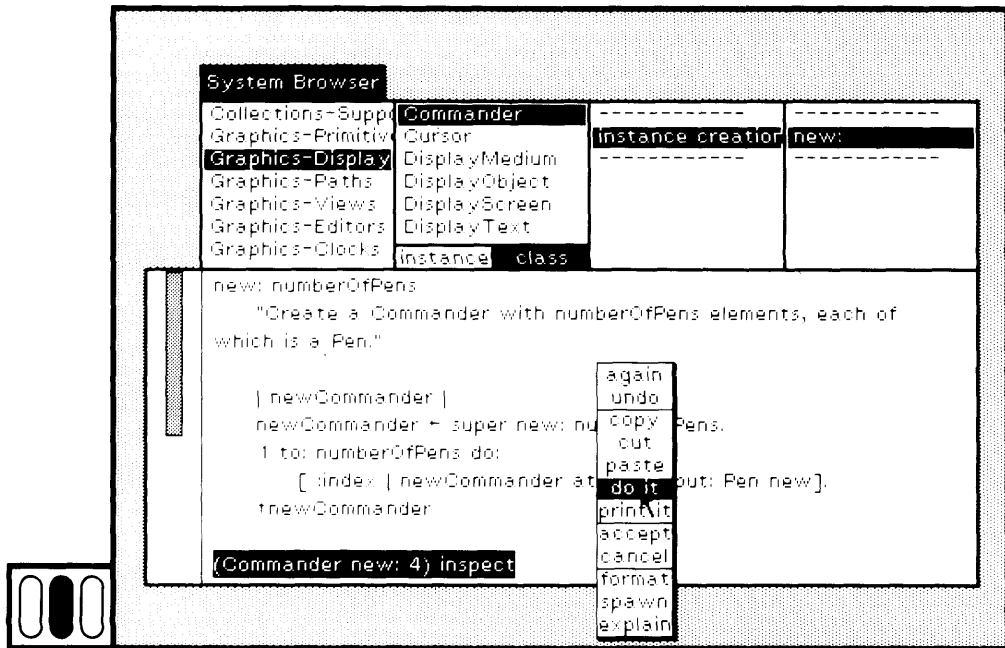 System Browser
Collections-Suppo
Graphics-Primitiv
Graphics-Display
Graphics-Paths
Graphics-Views
Graphics-Editors
Graphics-Clocks
Commander
Cursor
DisplayMedium
DisplayObject
DisplayScreen
DisplayText
instance class
------------
instance creation
------------
------------
new:
------------
new: numberOfPens
"Create a Commander with numberOfPens elements, each of
which is a Pen."
| newCommander |
newCommander ← super new: nu Pens.
1 to: numberOfPens do:
[ :index | newCommander at put: Pen new].
↑newCommander
(Commander new: 4) inspect
again
undo
copy
cut
paste
do it
print it
accept
cancel
format
spawn
explain